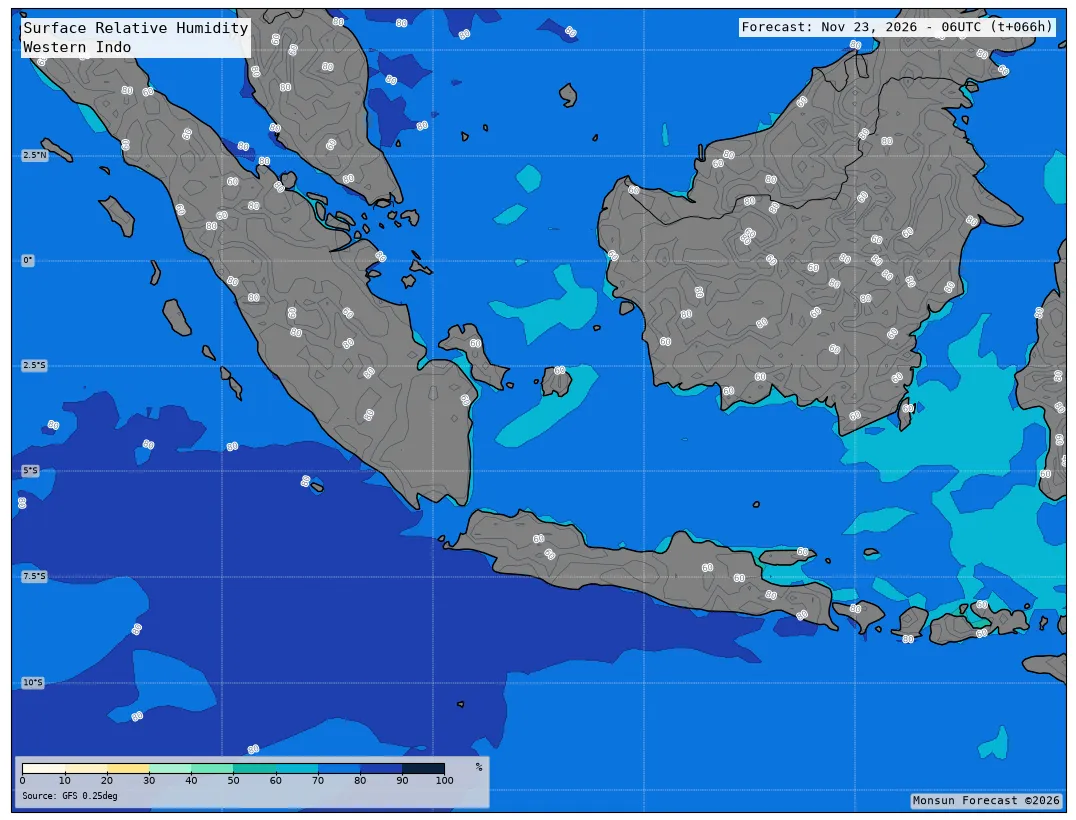 Surface Relative Humidity
Western Indo
Forecast: Nov 23, 2026 - 06UTC (t+066h)
2.5°N
0°
2.5°S
5°S
7.5°S
10°S
%
0 10 20 30 40 50 60 70 80 90 100
Source: GFS 0.25deg
Monsun Forecast ©2026